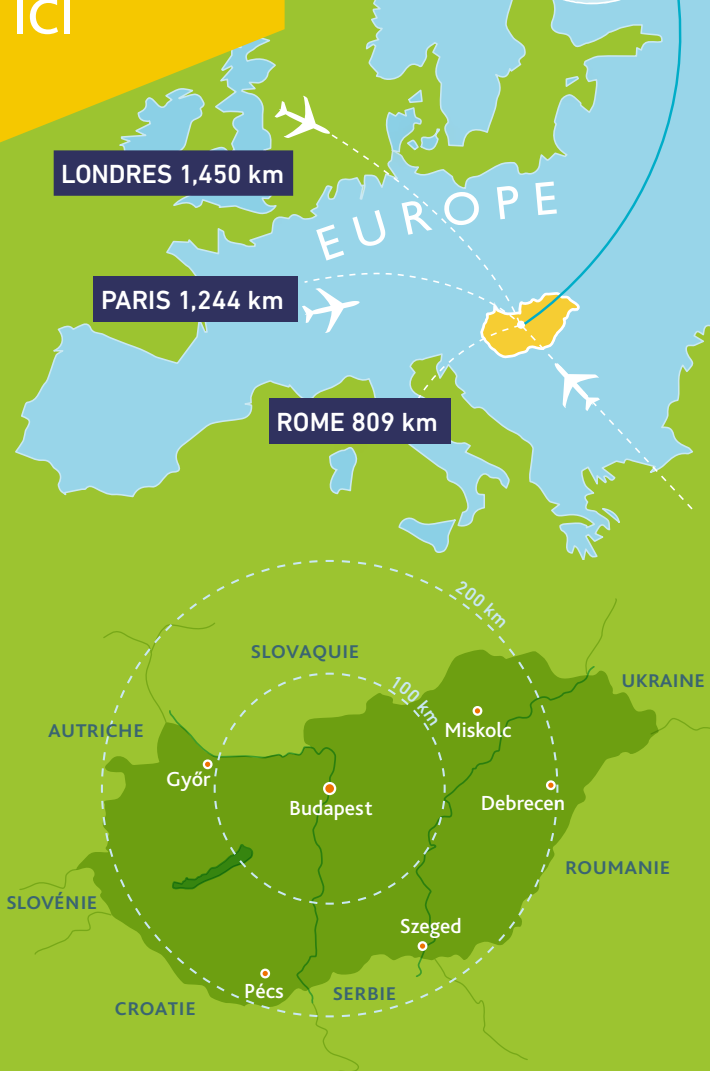 ici
LONDRES 1,450 km
EUROPE
PARIS 1,244 km
ROME 809 km
200 km
SLOVAQUIE
100 km
UKRAINE
AUTRICHE
Miskolc
Győr
Budapest
Debrecen
ROUMANIE
SLOVÉNIE
Szeged
Pécs
SERBIE
CROATIE